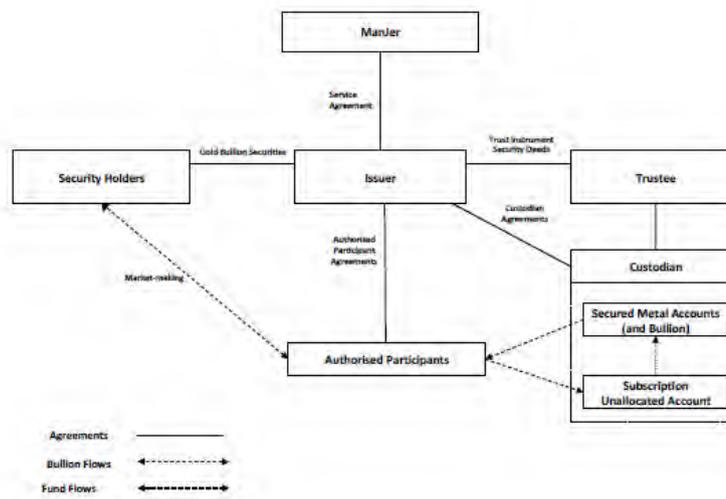 ManJer
Service
Agreement
Gold Bullion Securities
Trust Instrument
Security Deeds
Security Holders
Issuer
Trustee
Custodian
Agreements
Authorised
Participant
Agreements
Market-making
Custodian
Secured Metal Accounts
(and Bullion)
Authorised Participants
Subscription
Unallocated Account
Agreements
Bullion Flows
Fund Flows